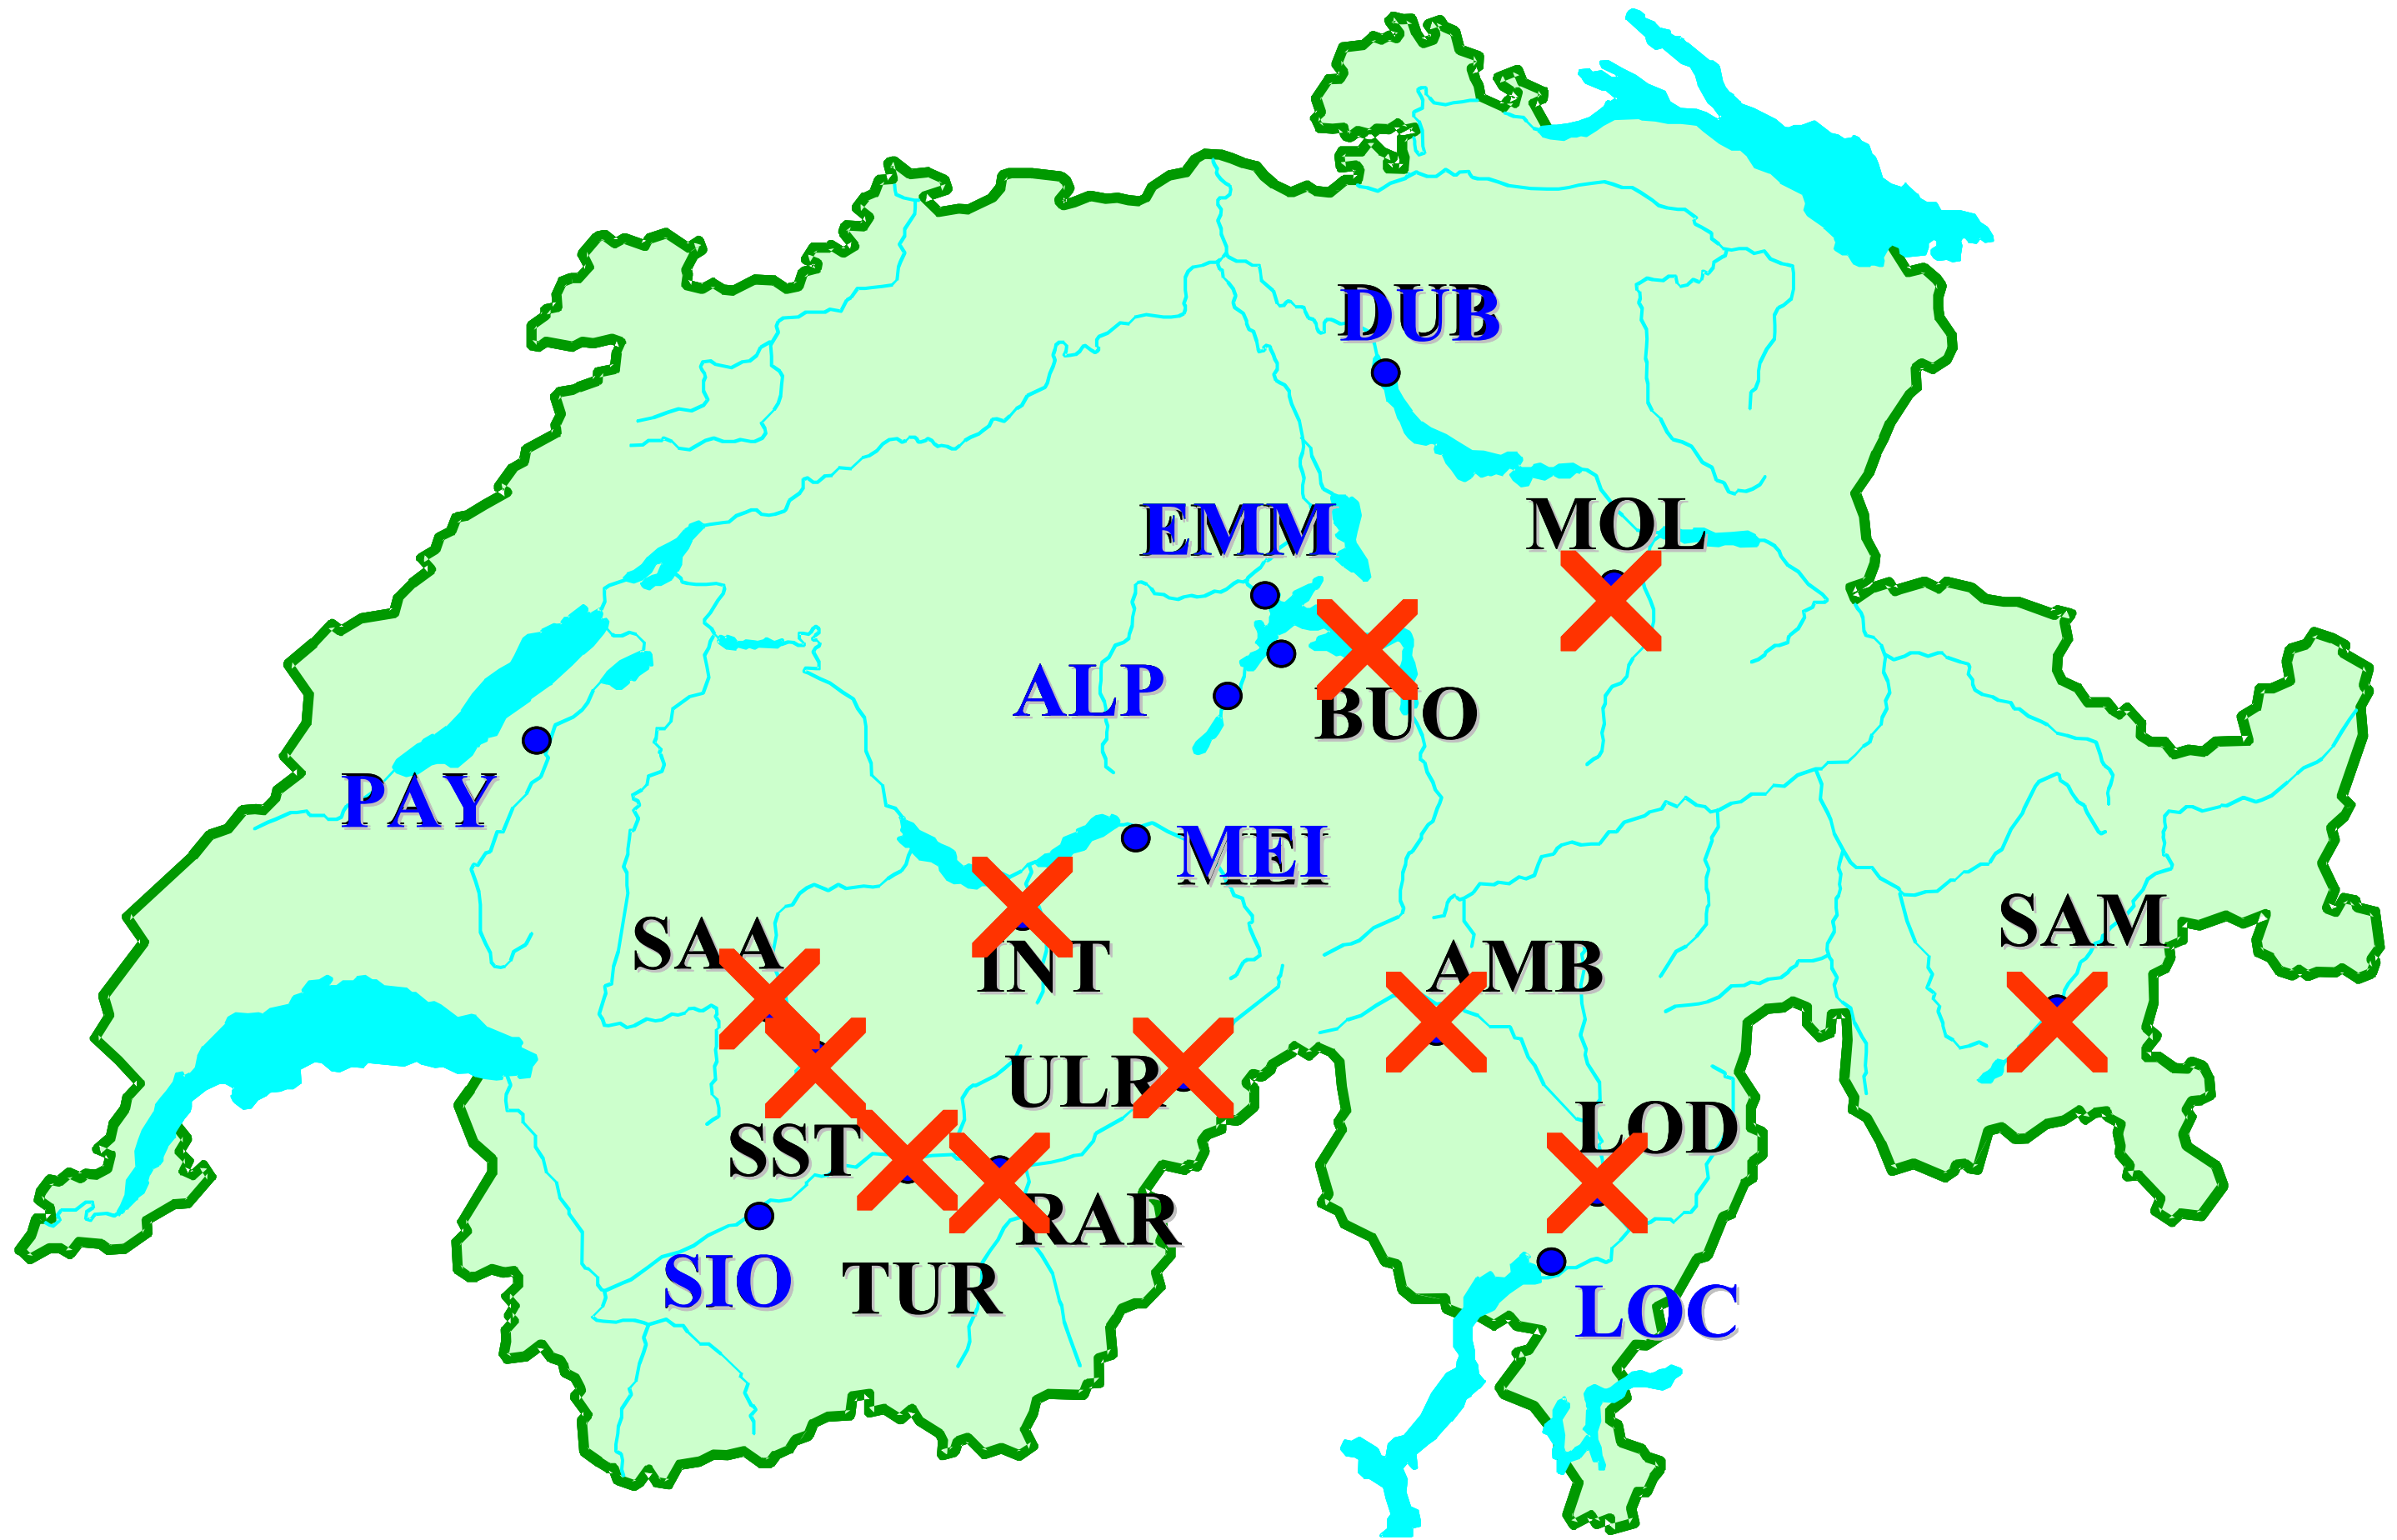 DUB
EMM
MOL
ALP
BUO
PAY
MEI
SAA
INT
AMB
SAM
ULR
LOD
SST
RAR
SIO
TUR
LOC